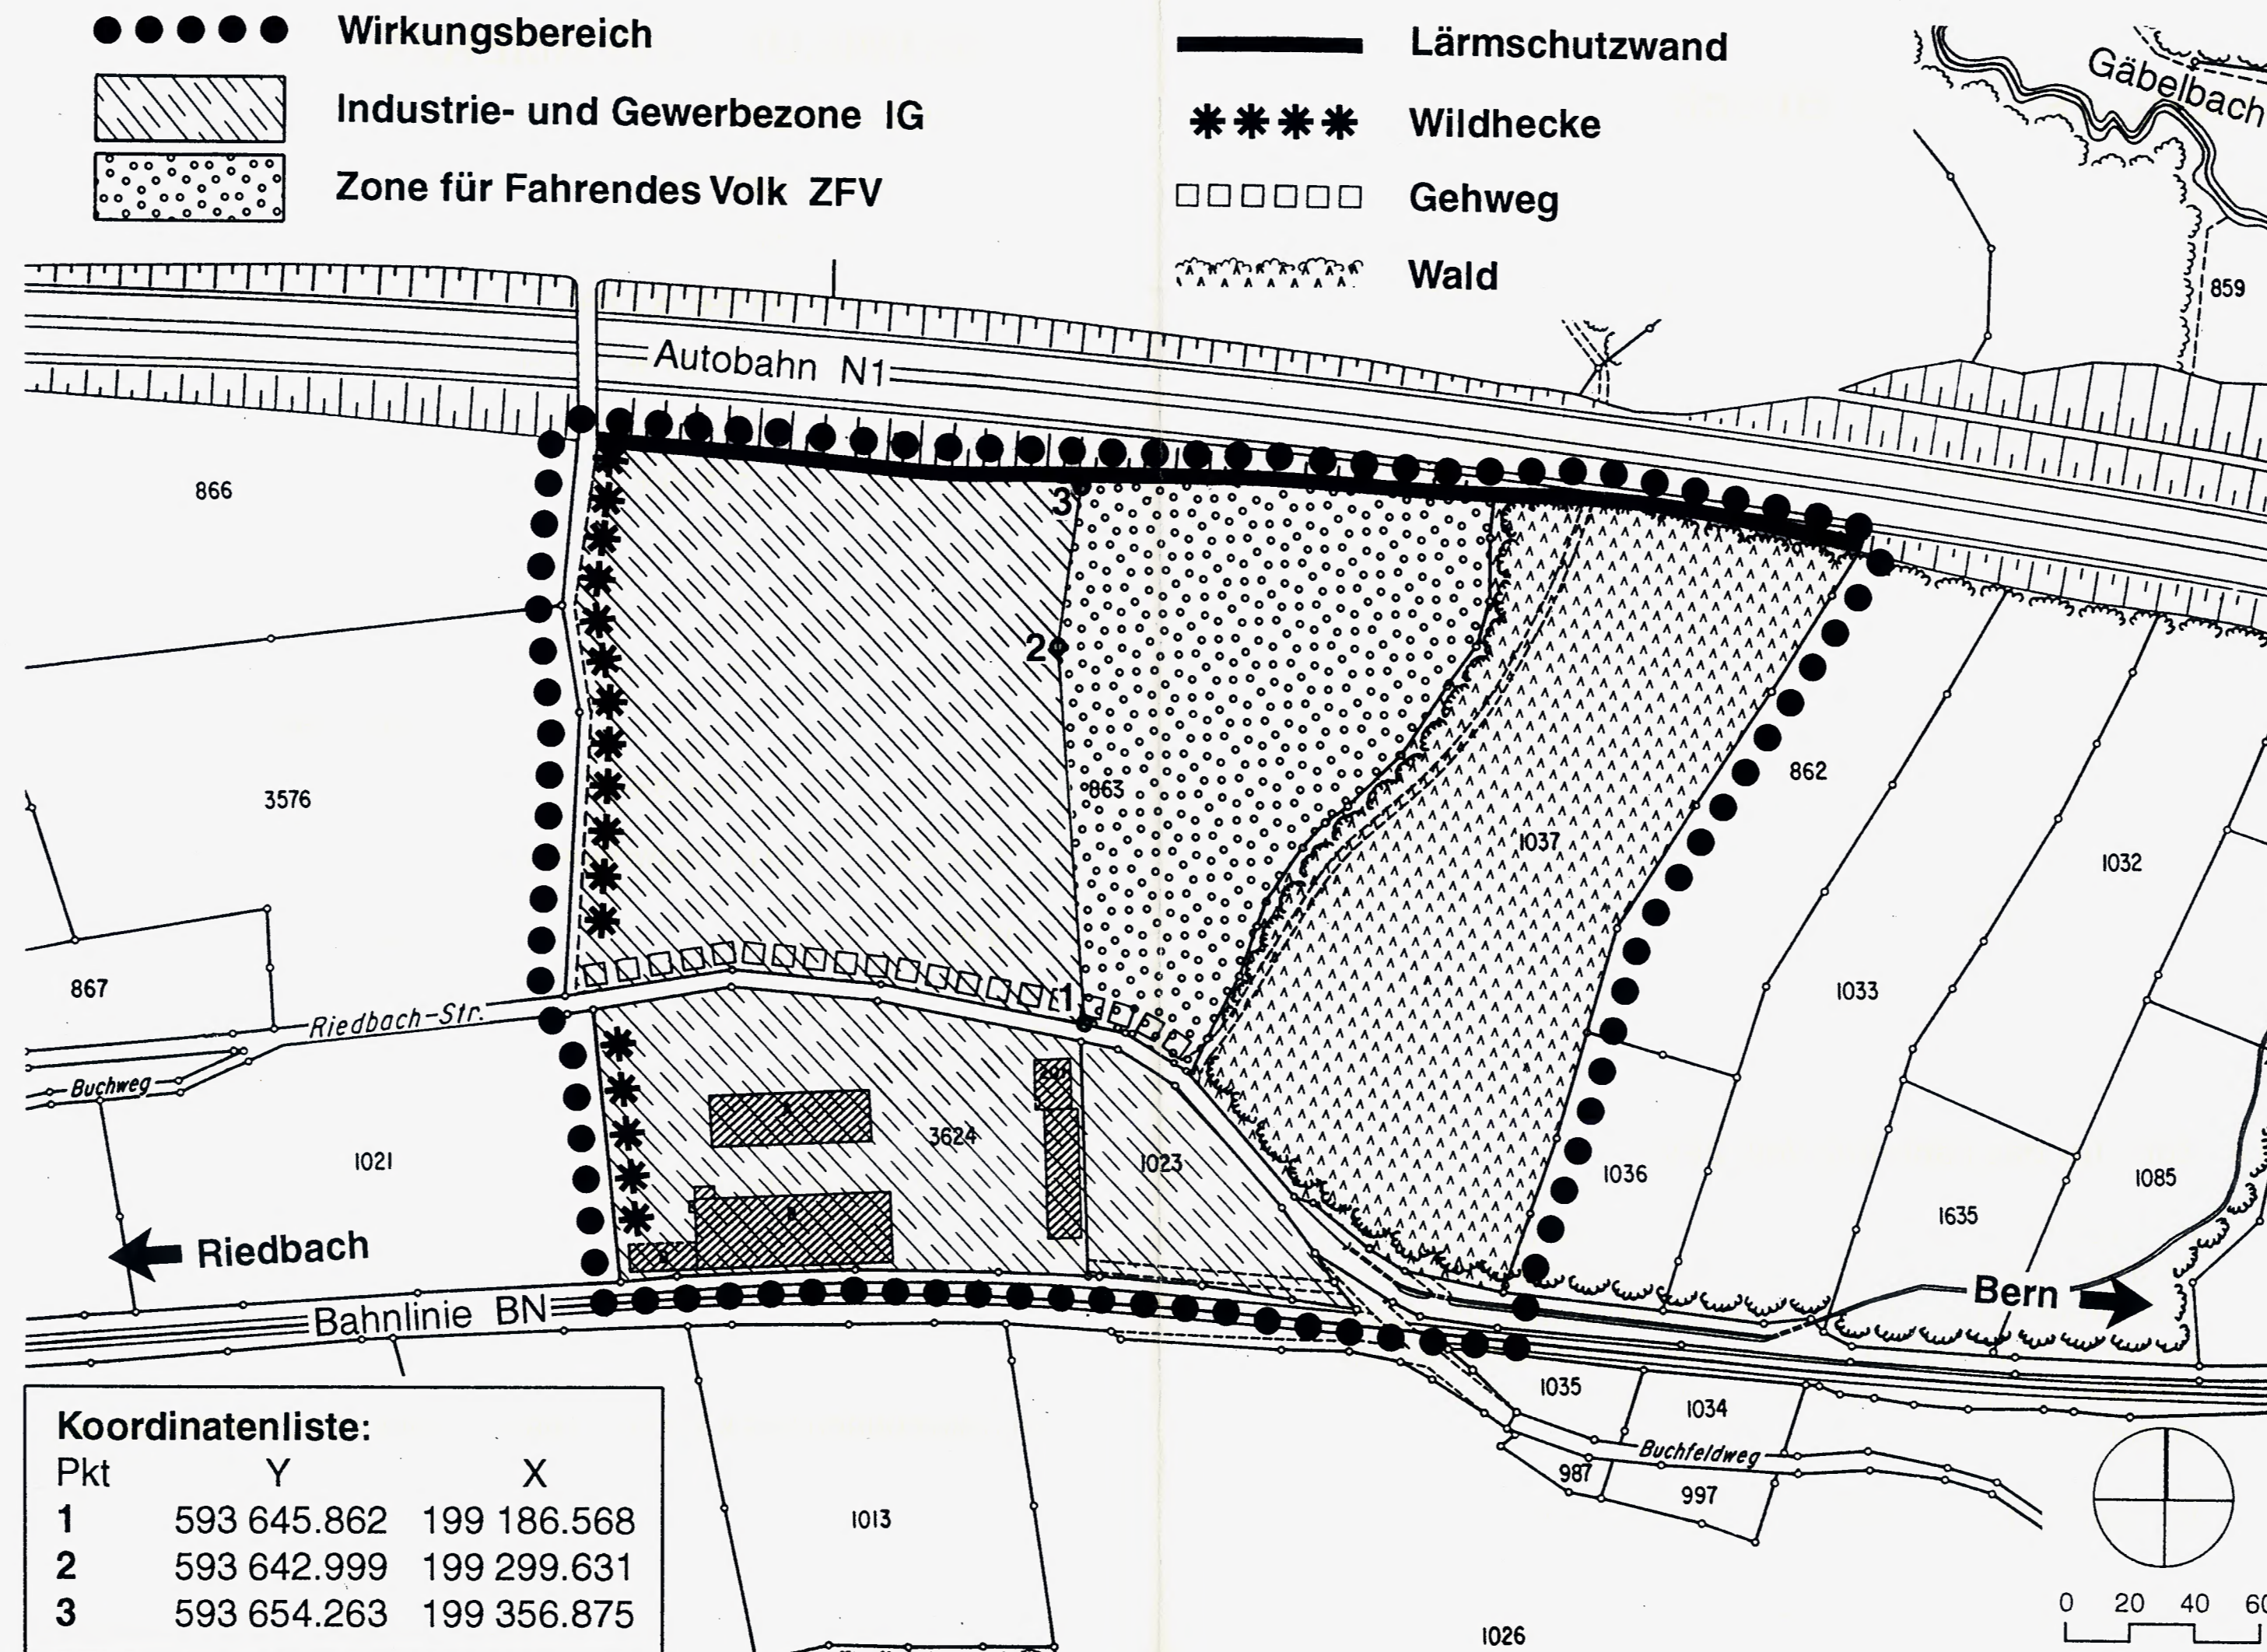 Wirkungsbereich
Industrie- und Gewerbezone IG
Zone für Fahrendes Volk ZFV
Lärmschutzwand
Wildhecke
Gehweg
Wald
Gäbelbach
859
Autobahn N1
866
3
2
3576
863
862
1037
1032
867
1033
1
Riedbach-Str.
Buchweg
3624
1023
1021
1036
1085
1635
Riedbach
Bern
Bahnlinie BN
1035
1034
Buchfeldweg
987
997
1013
1026
Koordinatenliste:
Pkt Y X
1 593 645.862 199 186.568
2 593 642.999 199 299.631
3 593 654.263 199 356.875
0 20 40 60